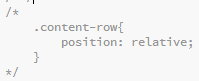 /*
.content-row{
position: relative;
}
*/